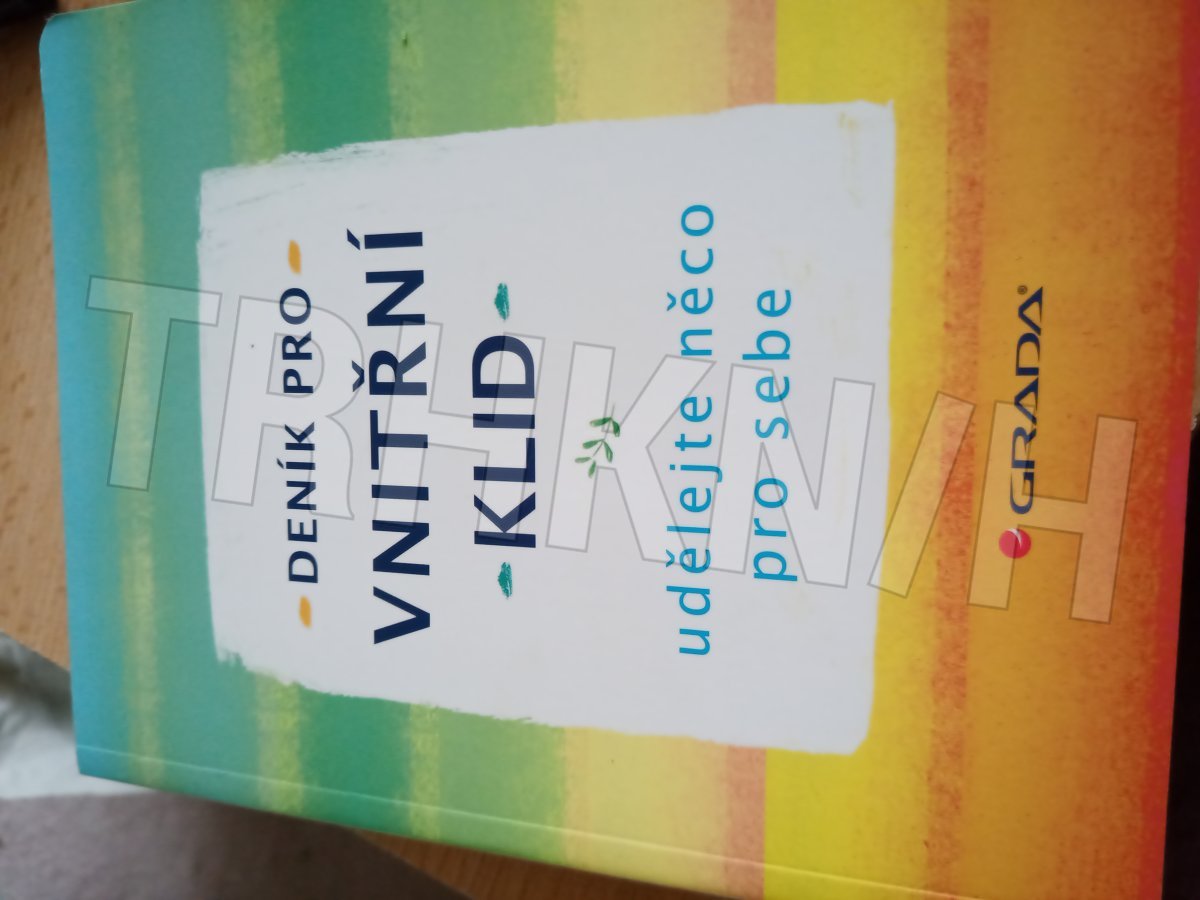 DENÍK PRO
VNITŘNÍ
KLID
udělejte něco
pro sebe
GRADA®
TRHKNIH